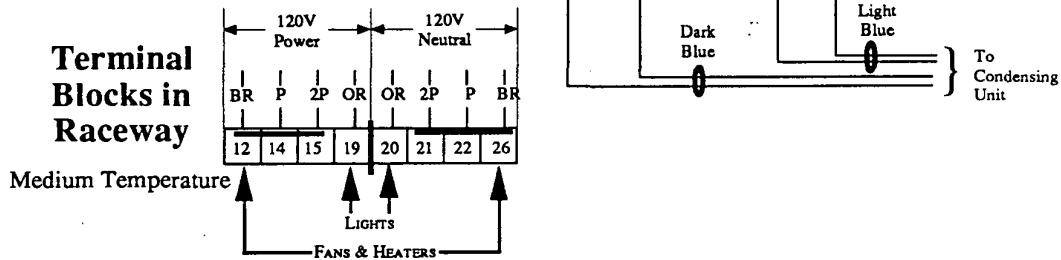 Terminal
Blocks in
Raceway
Medium Temperature
120V
Power
120V
Neutral
BR P 2P OR OR 2P P BR
12 14 15 19 20 21 22 26
LIGHTS
FANS & HEATERS
Dark
Blue
Light
Blue
To
Condensing
Unit